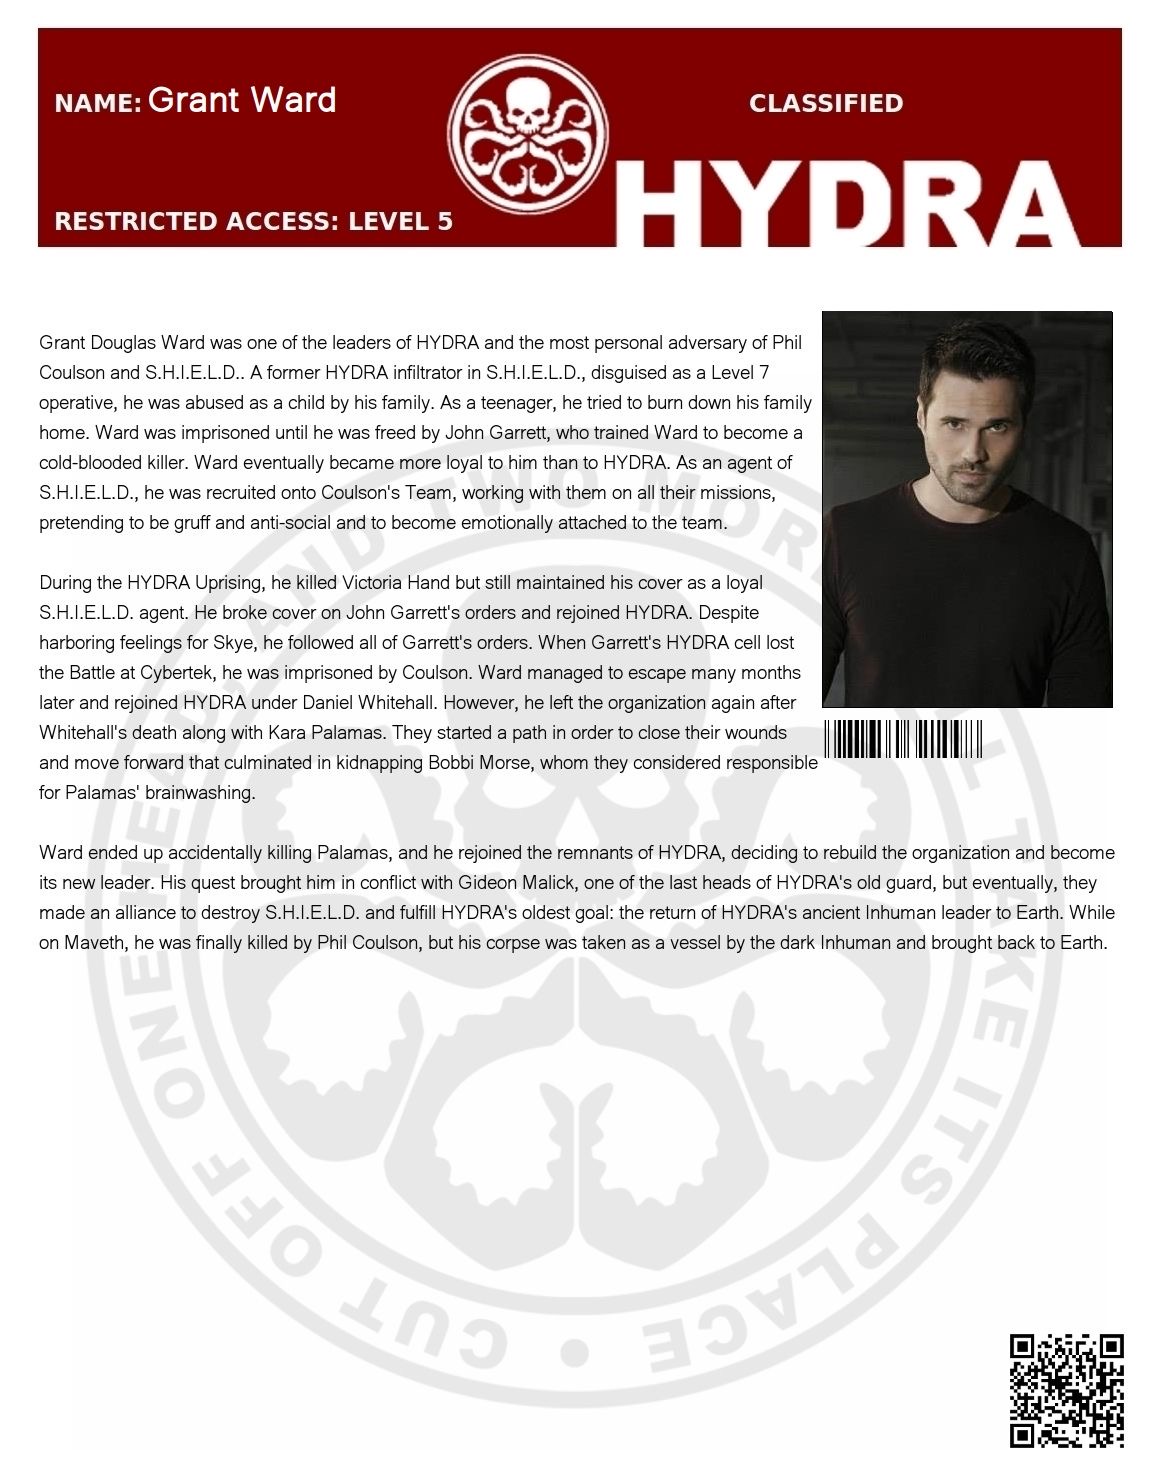 NAME: Grant Ward
CLASSIFIED
HYDRA
RESTRICTED ACCESS: LEVEL 5
Grant Douglas Ward was one of the leaders of HYDRA and the most personal adversary of Phil
Coulson and S.H.I.E.L.D.. A former HYDRA infiltrator in S.H.I.E.L.D., disguised as a Level 7
operative, he was abused as a child by his family. As a teenager, he tried to burn down his family
home. Ward was imprisoned until he was freed by John Garrett, who trained Ward to become a
cold-blooded killer. Ward eventually became more loyal to him than to HYDRA. As an agent of
S.H.I.E.L.D., he was recruited onto Coulson's Team, working with them on all their missions,
pretending to be gruff and anti-social and to become emotionally attached to the team.
During the HYDRA Uprising, he killed Victoria Hand but still maintained his cover as a loyal
S.H.I.E.L.D. agent. He broke cover on John Garrett's orders and rejoined HYDRA. Despite
harboring feelings for Skye, he followed all of Garrett's orders. When Garrett's HYDRA cell lost
the Battle at Cybertek, he was imprisoned by Coulson. Ward managed to escape many months
later and rejoined HYDRA under Daniel Whitehall. However, he left the organization again after
Whitehall's death along with Kara Palamas. They started a path in order to close their wounds
and move forward that culminated in kidnapping Bobbi Morse, whom they considered responsible
for Palamas' brainwashing.
Ward ended up accidentally killing Palamas, and he rejoined the remnants of HYDRA, deciding to rebuild the organization and become
its new leader. His quest brought him in conflict with Gideon Malick, one of the last heads of HYDRA's old guard, but eventually, they
made an alliance to destroy S.H.I.E.L.D. and fulfill HYDRA's oldest goal: the return of HYDRA's ancient Inhuman leader to Earth. While
on Maveth, he was finally killed by Phil Coulson, but his corpse was taken as a vessel by the dark Inhuman and brought back to Earth.
CUT OFF ONE HEAD, AND TWO MORE TAKE ITS PLACE